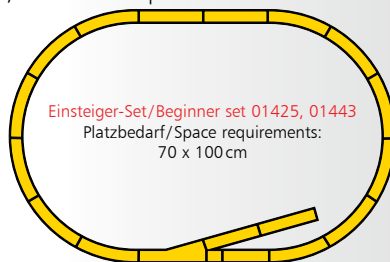 Einsteiger-Set/Beginner set 01425, 01443
Platzbedarf/Space requirements:
70 x 100 cm